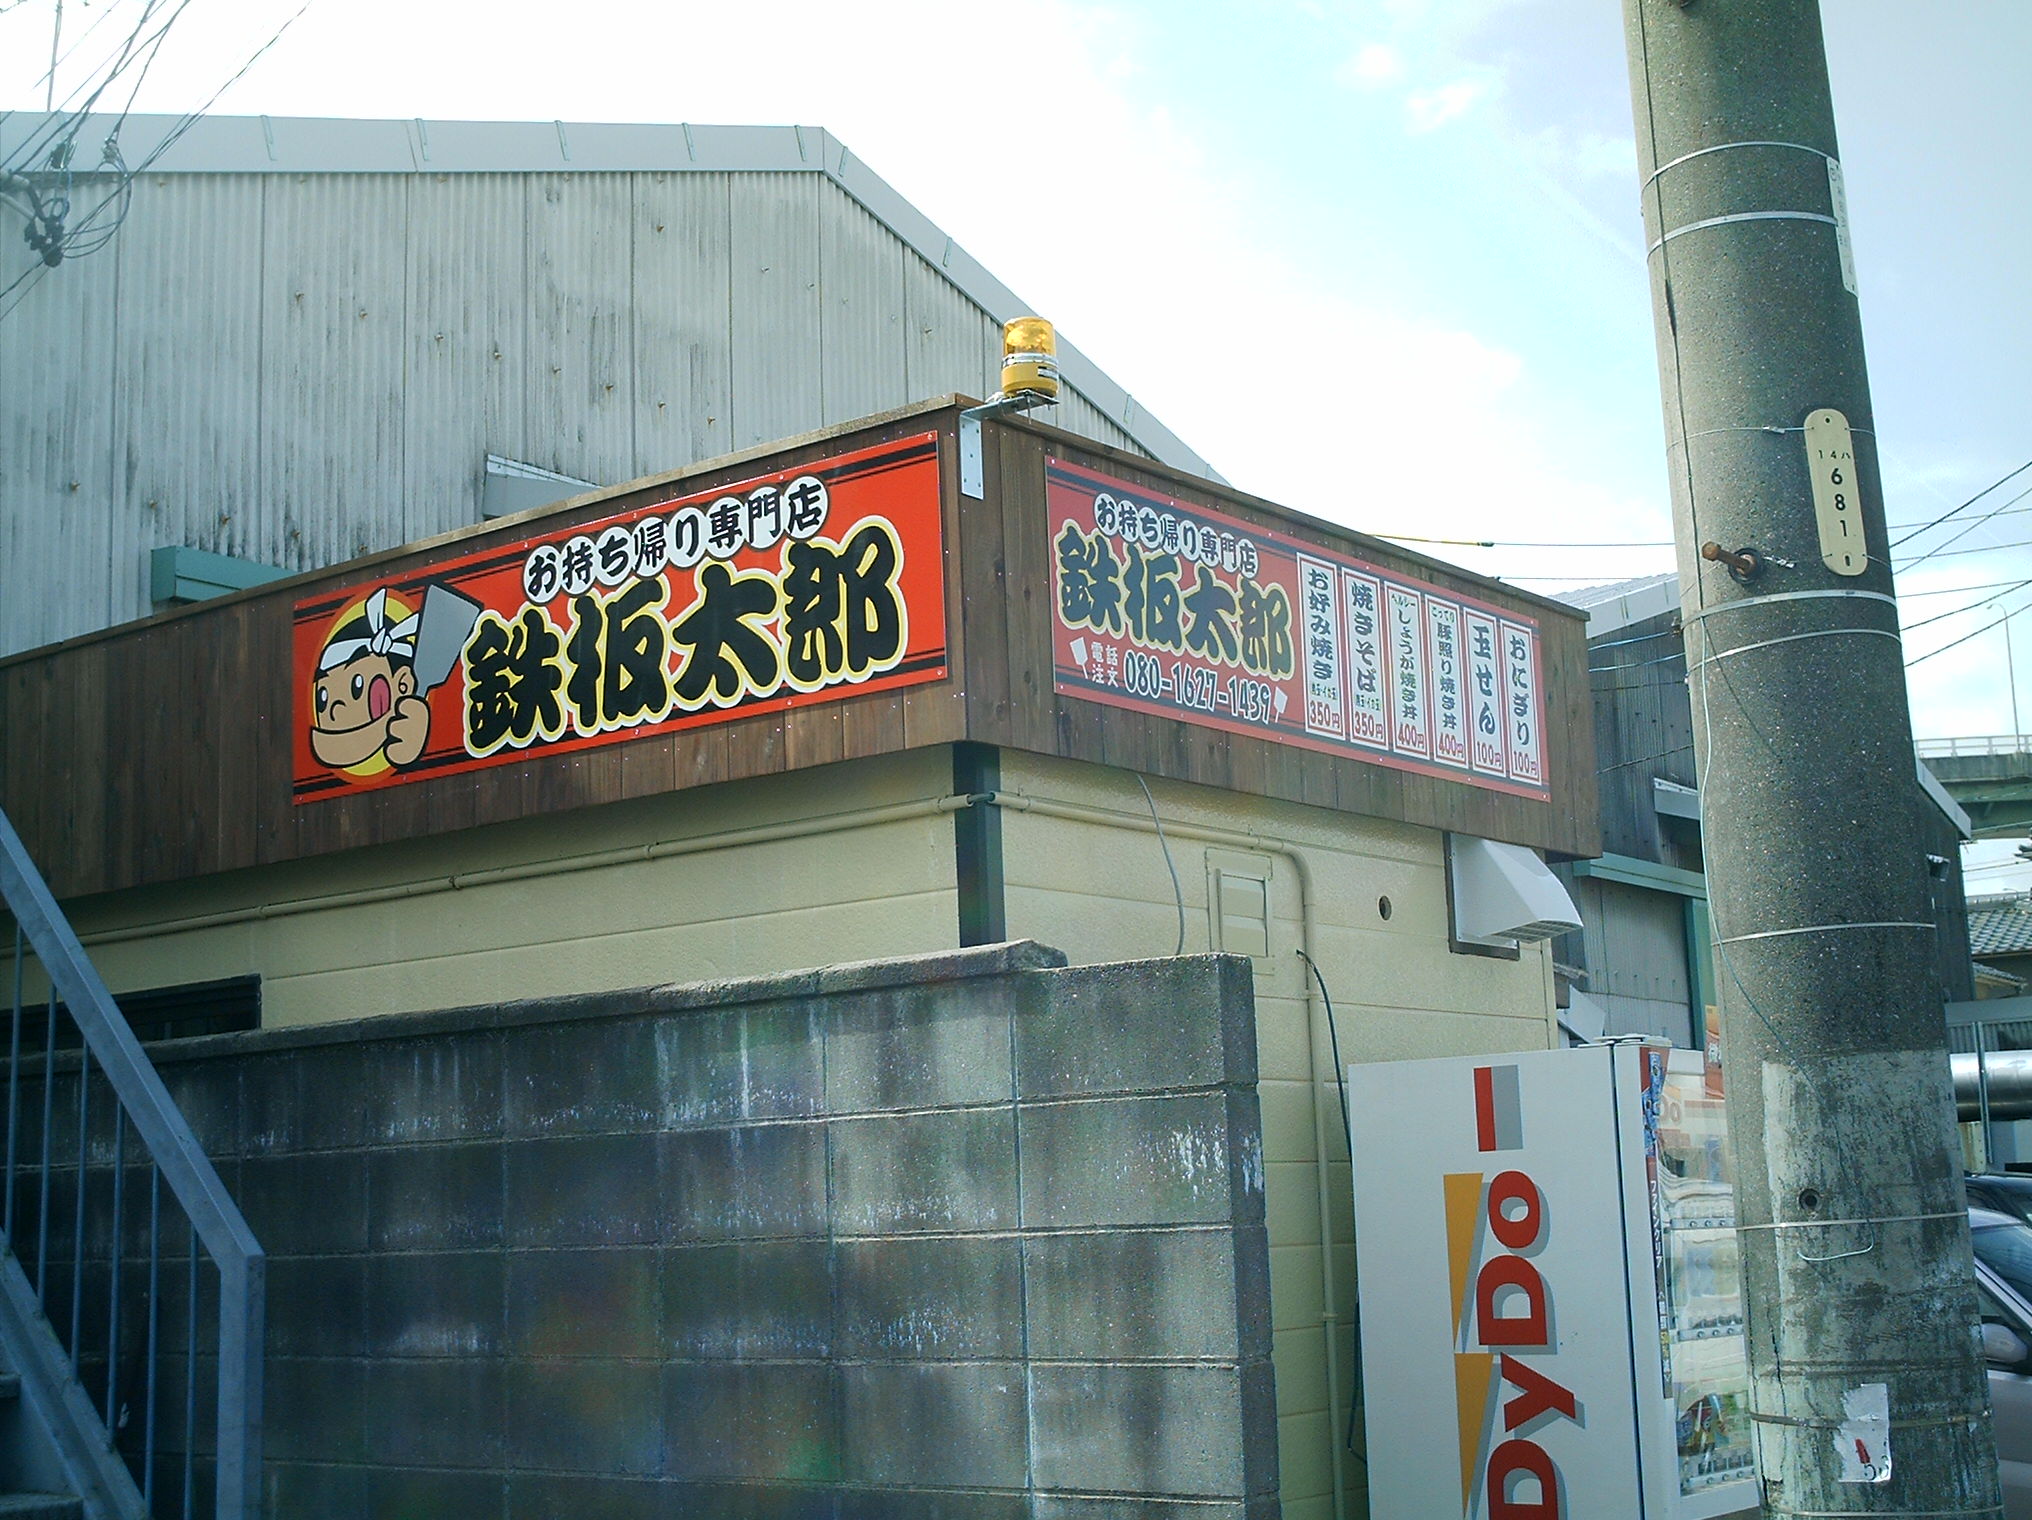 お持ち帰り専門店
鉄板太郎
お持ち帰り専門店
鉄板太郎
電話
注文
080-1627-1439
お好み焼き
350円
焼きそば
350円
ヘルシー
しょうが焼き丼
400円
こってり
豚照り焼き丼
400円
玉せん
100円
おにぎり
100円
14ハ
681
DyDo